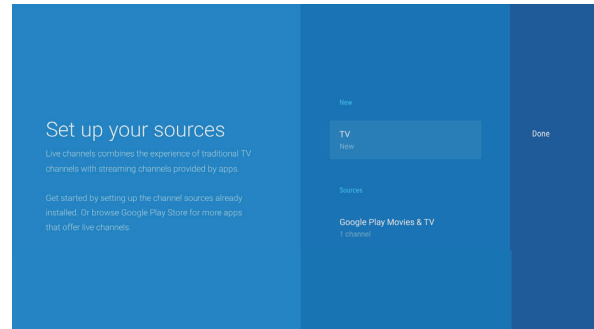 Set up your sources
Live channels combines the experience of traditional TV
channels with streaming channels provided by apps.
Get started by setting up the channel sources already
installed. Or browse Google Play Store for more apps
that offer live channels.
New
TV
New
Sources
Google Play Movies & TV
1 channel
Done